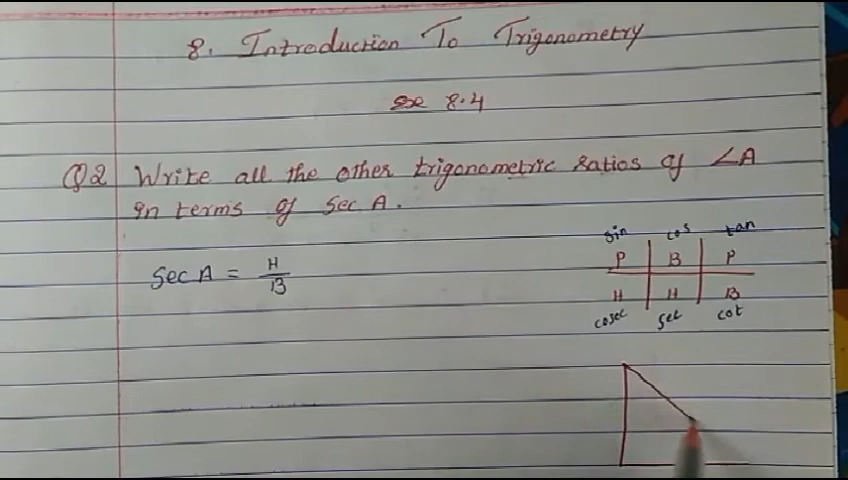 8. Introduction To Trigonometry
Ex 8.4
Q2 Write all the other trigonometric Ratios of ∠A
in terms of Sec A.
sin cos tan
P B P
H H B
cosec sec cot
Sec A = H/B